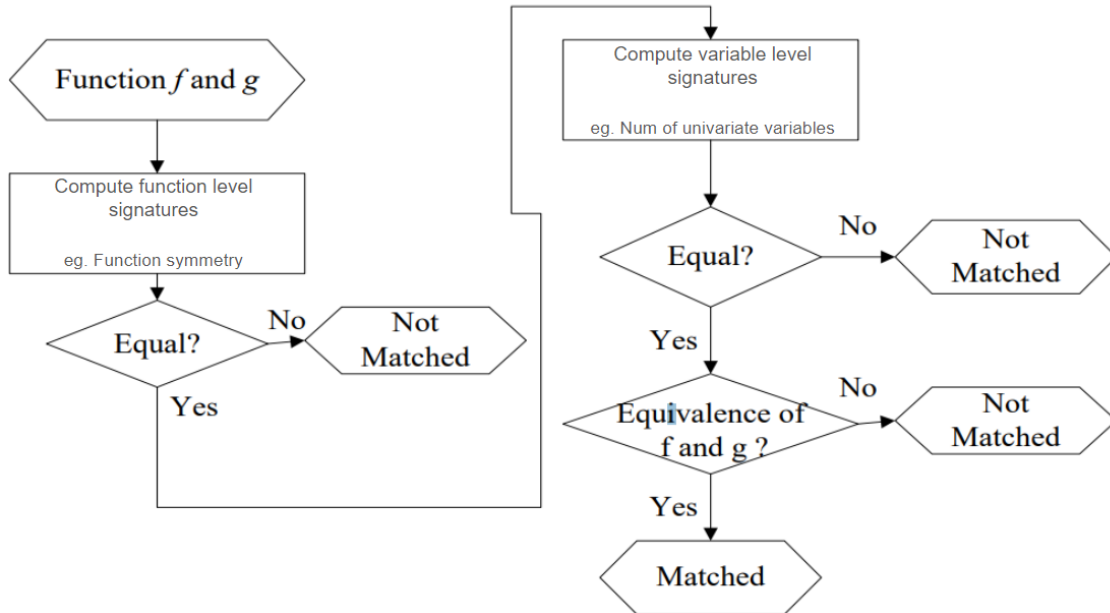 Function f and g
Compute function level
signatures
eg. Function symmetry
Equal?
No
Not
Matched
Yes
Compute variable level
signatures
eg. Num of univariate variables
Equal?
No
Not
Matched
Yes
Equivalence of
f and g ?
No
Not
Matched
Yes
Matched